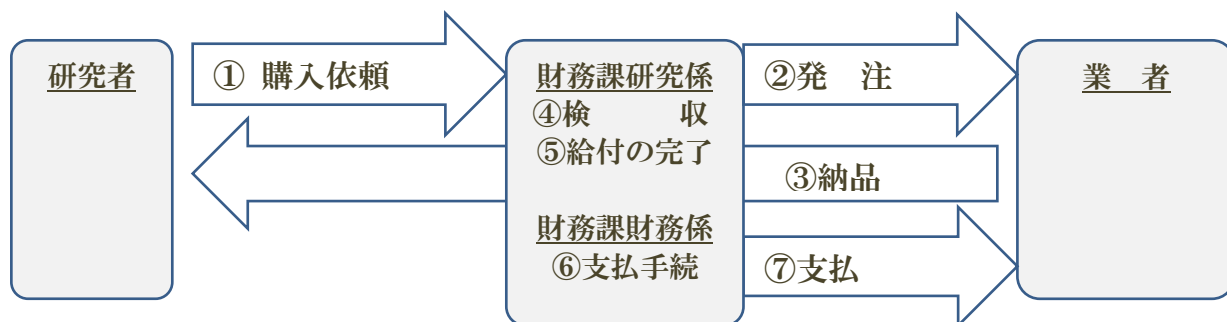 研究者
① 購入依頼
財務課研究係
④検　　　収
⑤給付の完了
財務課財務係
⑥支払手続
②発　注
③納品
⑦支払
業　者